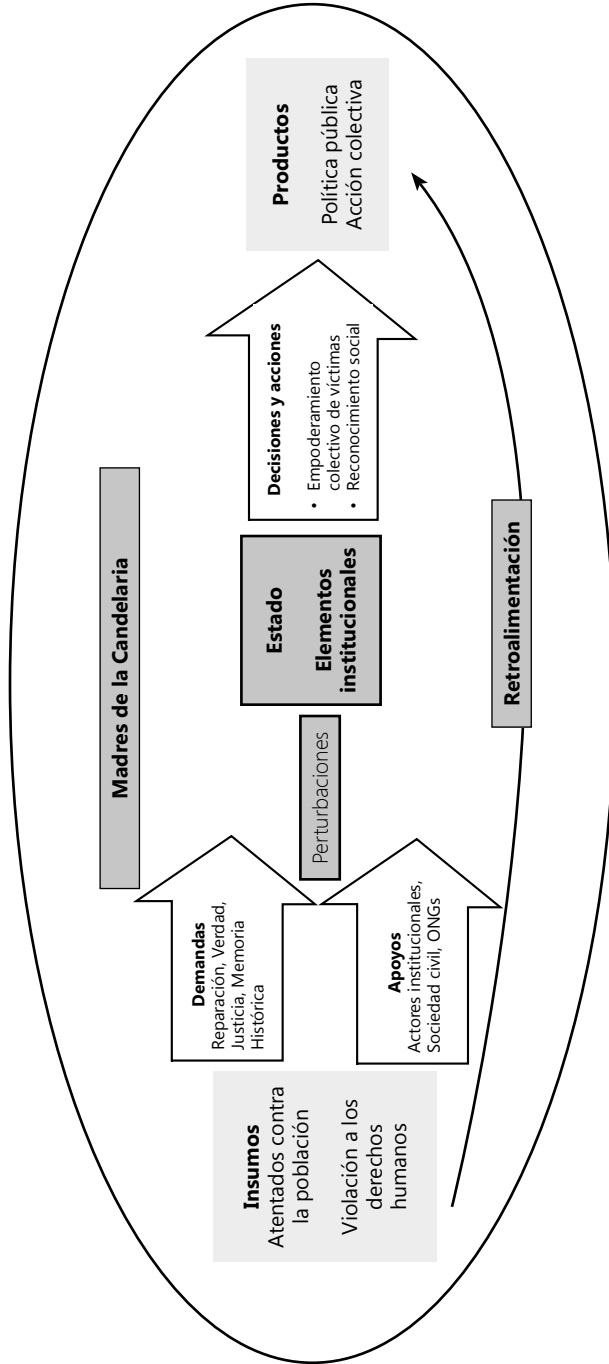 Madres de la Candelaria
Insumos
Atentados contra
la población
Violación a los
derechos
humanos
Demandas
Reparación, Verdad,
Justicia, Memoria
Histórica
Apoyos
Actores institucionales,
Sociedad civil, ONGs
Perturbaciones
Estado
Elementos
institucionales
Decisiones y acciones
• Empoderamiento
colectivo de víctimas
• Reconocimiento social
Productos
Política pública
Acción colectiva
Retroalimentación